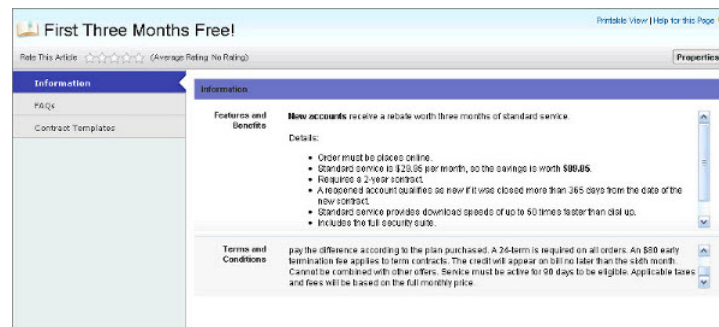 First Three Months Free!
Printable View | Help for this Page
Rate This Article (Average Rating: No Rating)
Properties
Information
FAQs
Contract Templates
Information
Features and Benefits
New accounts receive a rebate worth three months of standard service.
Details:
• Order must be places online.
• Standard service is $29.95 per month, so the savings is worth $89.85.
• Requires a 2-year contract.
• A reopened account qualifies as new if it was closed more than 365 days from the date of the
new contract.
• Standard service provides download speeds of up to 50 times faster than dial up.
• Includes the full security suite.
Terms and Conditions
pay the difference according to the plan purchased. A 24-term is required on all orders. An $80 early
termination fee applies to term contracts. The credit will appear on bill no later than the sixth month.
Cannot be combined with other offers. Service must be active for 90 days to be eligible. Applicable taxes
and fees will be based on the full monthly price.